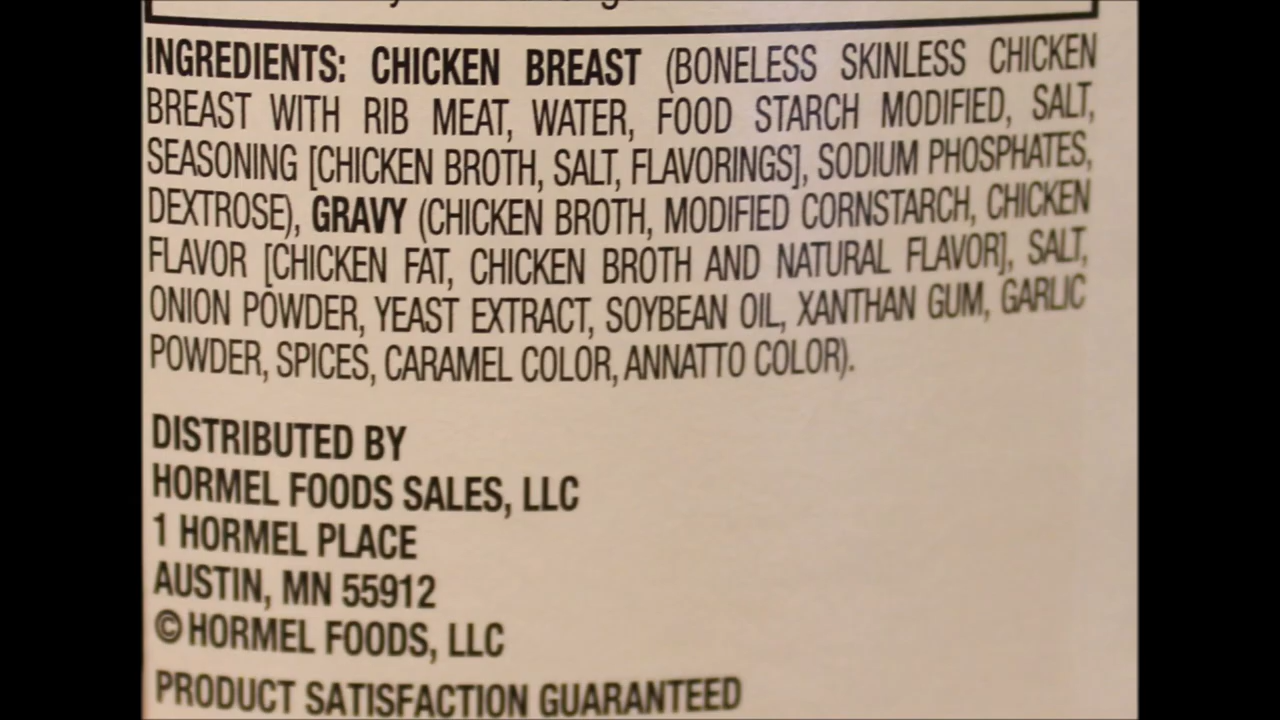 INGREDIENTS: CHICKEN BREAST (BONELESS SKINLESS CHICKEN
BREAST WITH RIB MEAT, WATER, FOOD STARCH MODIFIED, SALT,
SEASONING [CHICKEN BROTH, SALT, FLAVORINGS], SODIUM PHOSPHATES,
DEXTROSE), GRAVY (CHICKEN BROTH, MODIFIED CORNSTARCH, CHICKEN
FLAVOR [CHICKEN FAT, CHICKEN BROTH AND NATURAL FLAVOR], SALT,
ONION POWDER, YEAST EXTRACT, SOYBEAN OIL, XANTHAN GUM, GARLIC
POWDER, SPICES, CARAMEL COLOR, ANNATTO COLOR).
DISTRIBUTED BY
HORMEL FOODS SALES, LLC
1 HORMEL PLACE
AUSTIN, MN 55912
© HORMEL FOODS, LLC
PRODUCT SATISFACTION GUARANTEED